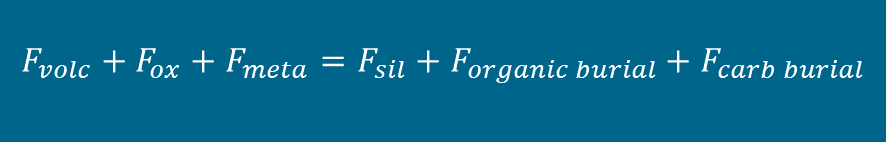 F_volc + F_ox + F_meta = F_sil + F_organic burial + F_carb burial